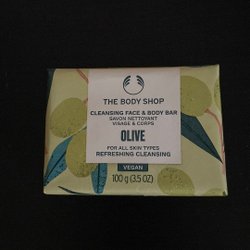 THE BODY SHOP
CLEANSING FACE & BODY BAR
SAVON NETTOYANT
VISAGE & CORPS
OLIVE
FOR ALL SKIN TYPES
REFRESHING CLEANSING
VEGAN
100 g (3.5 OZ)